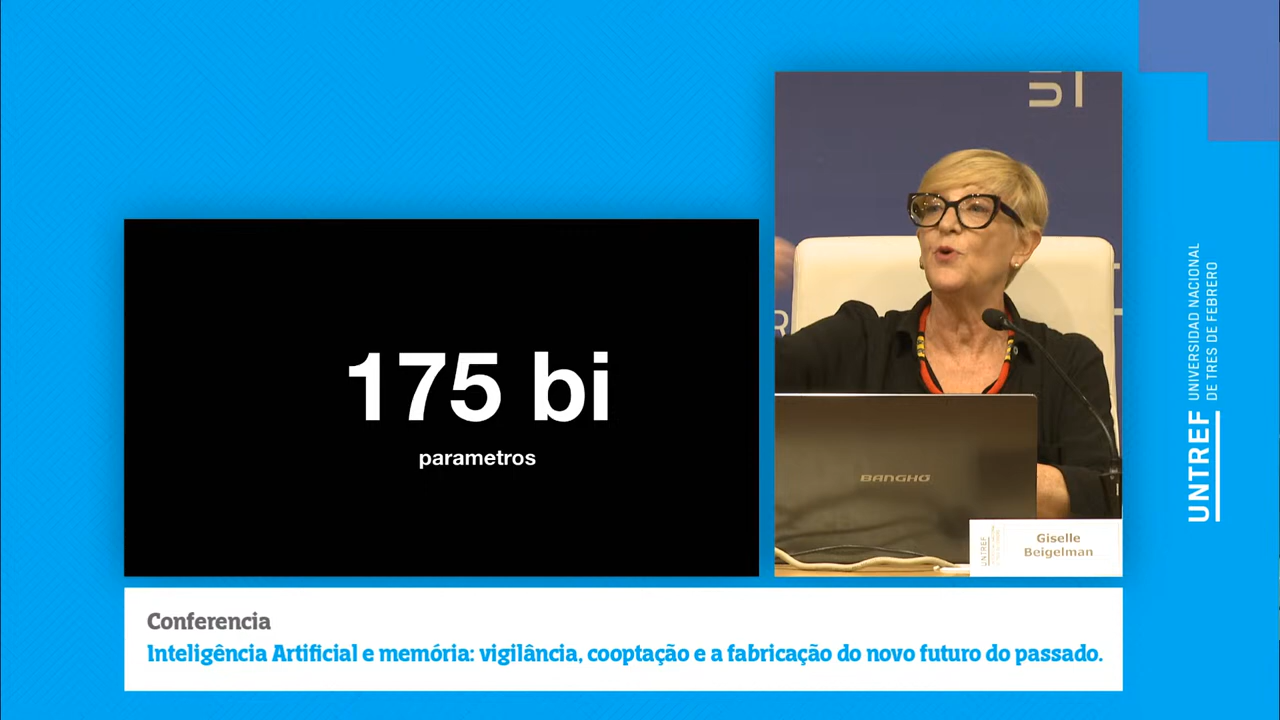 175 bi
parametros
BANGHO
Giselle
Beigelman
UNTREF
UNIVERSIDAD NACIONAL
DE TRES DE FEBRERO
Conferencia
Inteligência Artificial e memória: vigilância, cooptação e a fabricação do novo futuro do passado.